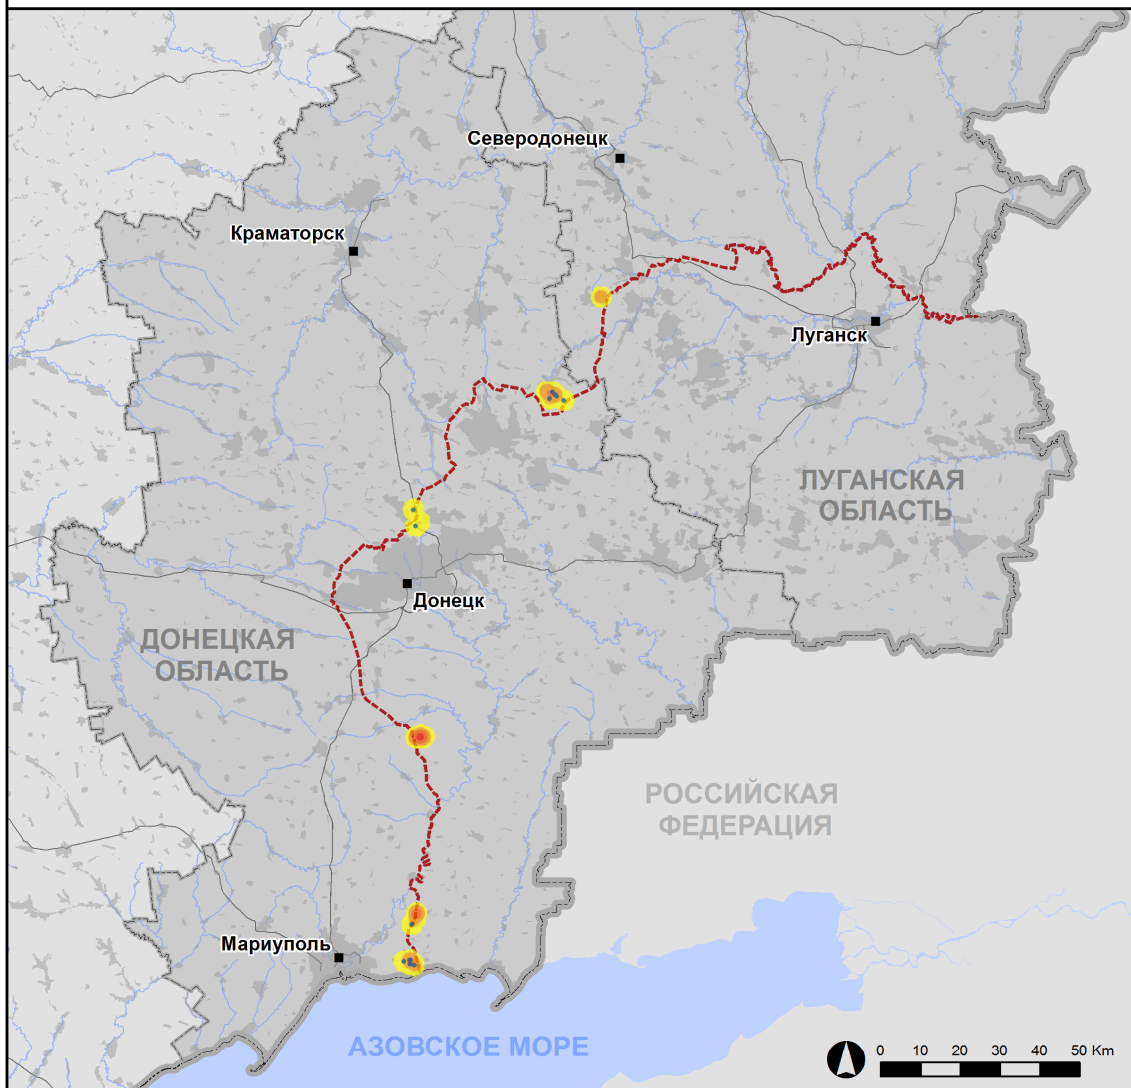 Северодонецк
Краматорск
Луганск
ЛУГАНСКАЯ
ОБЛАСТЬ
Донецк
ДОНЕЦКАЯ
ОБЛАСТЬ
РОССИЙСКАЯ
ФЕДЕРАЦИЯ
Мариуполь
АЗОВСКОЕ МОРЕ
0 10 20 30 40 50 Km